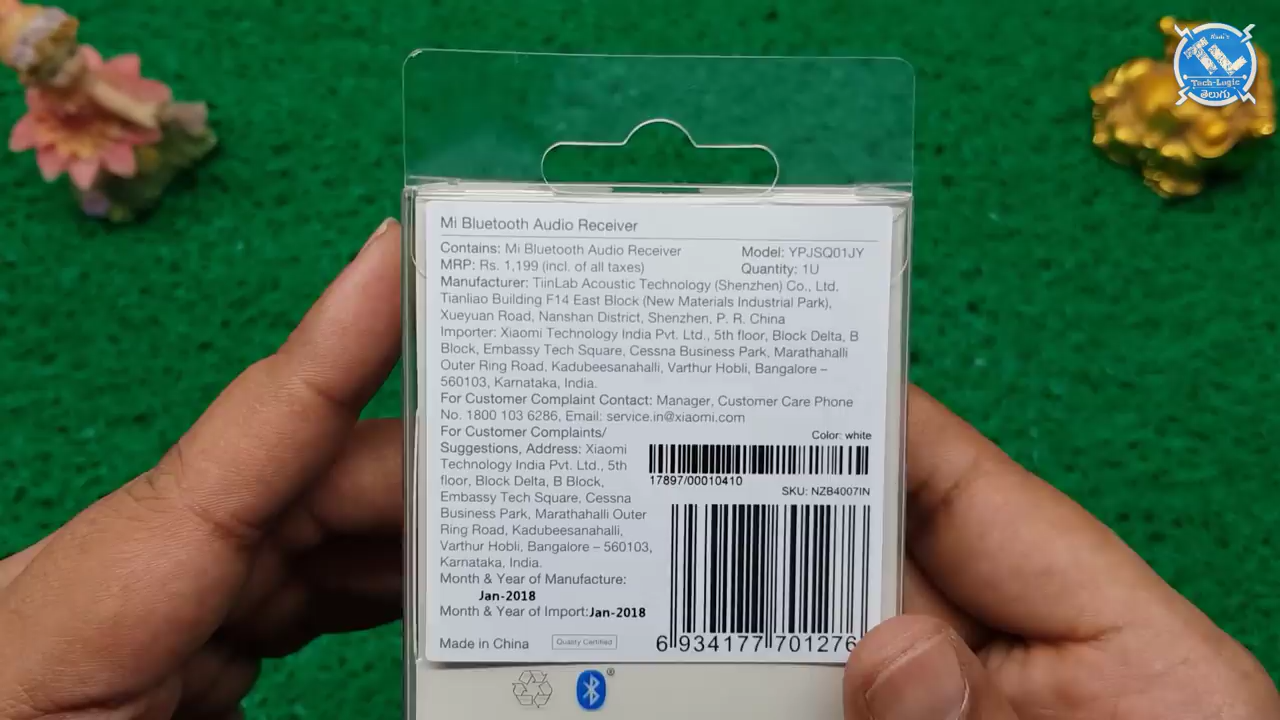 Ravi's
TL
Tech-Logic
తెలుగు
Mi Bluetooth Audio Receiver
Contains: Mi Bluetooth Audio Receiver
Model: YPJSQ01JY
MRP: Rs. 1,199 (incl. of all taxes)
Quantity: 1U
Manufacturer: TiinLab Acoustic Technology (Shenzhen) Co., Ltd.
Tianliao Building F14 East Block (New Materials Industrial Park),
Xueyuan Road, Nanshan District, Shenzhen, P. R. China
Importer: Xiaomi Technology India Pvt. Ltd., 5th floor, Block Delta, B
Block, Embassy Tech Square, Cessna Business Park, Marathahalli
Outer Ring Road, Kadubeesanahalli, Varthur Hobli, Bangalore –
560103, Karnataka, India.
For Customer Complaint Contact: Manager, Customer Care Phone
No. 1800 103 6286, Email: service.in@xiaomi.com
For Customer Complaints/
Suggestions, Address: Xiaomi
Technology India Pvt. Ltd., 5th
floor, Block Delta, B Block,
Embassy Tech Square, Cessna
Business Park, Marathahalli Outer
Ring Road, Kadubeesanahalli,
Varthur Hobli, Bangalore – 560103,
Karnataka, India.
Month & Year of Manufacture:
Jan-2018
Month & Year of Import:Jan-2018
Made in China
Quality Certified
Color: white
17897/00010410
SKU: NZB4007IN
6 934177 701276
®